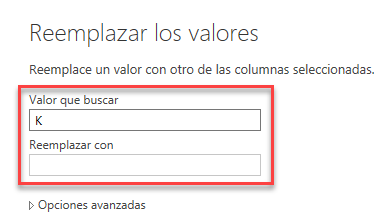 Reemplazar los valores
Reemplace un valor con otro de las columnas seleccionadas.
Valor que buscar
K
Reemplazar con
Opciones avanzadas